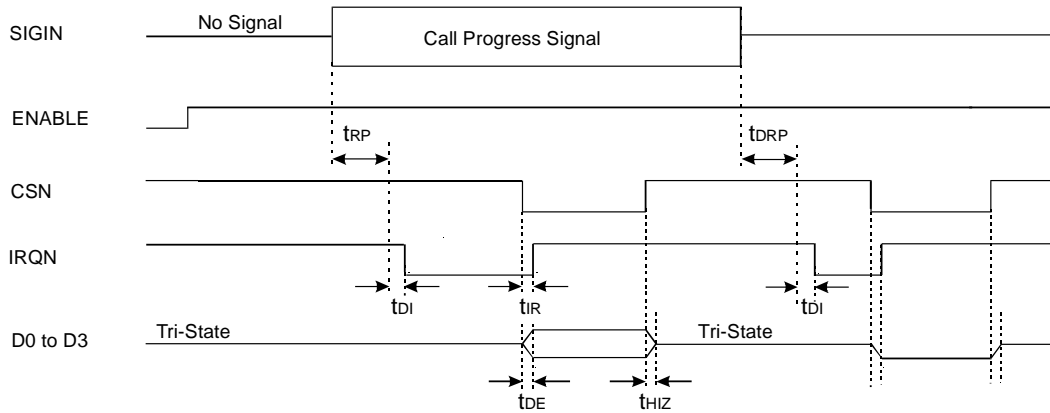 No Signal
SIGIN
Call Progress Signal
ENABLE
tRP
tDRP
CSN
IRQN
tDI
tIR
tDI
D0 to D3
Tri-State
Tri-State
tDE
tHIZ